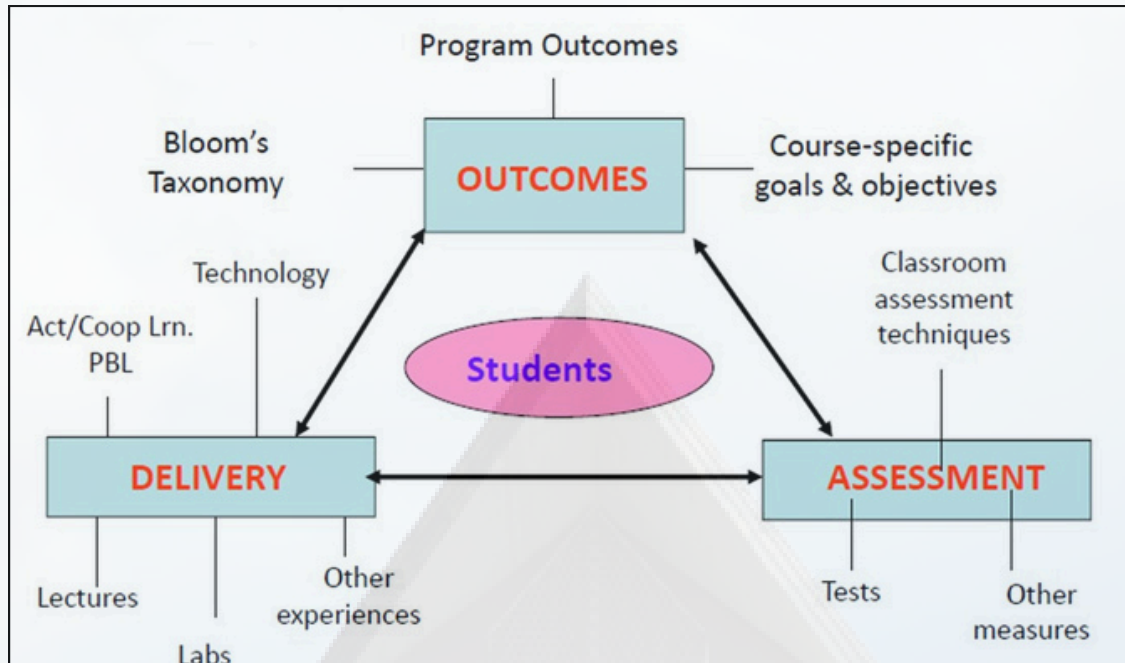 Program Outcomes
Bloom's
Taxonomy
OUTCOMES
Course-specific
goals & objectives
Technology
Classroom
assessment
techniques
Act/Coop Lrn.
PBL
Students
DELIVERY
ASSESSMENT
Lectures
Labs
Other
experiences
Tests
Other
measures